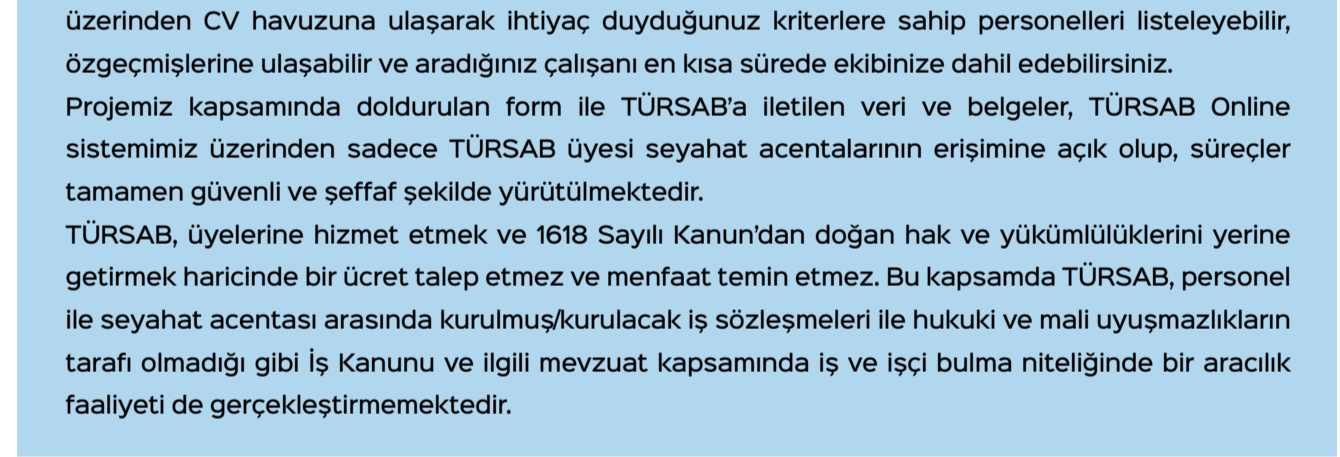 üzerinden CV havuzuna ulaşarak ihtiyaç duyduğunuz kriterlere sahip personelleri listeleyebilir,
özgeçmişlerine ulaşabilir ve aradığınız çalışanı en kısa sürede ekibinize dahil edebilirsiniz.
Projemiz kapsamında doldurulan form ile TÜRSAB’a iletilen veri ve belgeler, TÜRSAB Online
sistemimiz üzerinden sadece TÜRSAB üyesi seyahat acentalarının erişimine açık olup, süreçler
tamamen güvenli ve şeffaf şekilde yürütülmektedir.
TÜRSAB, üyelerine hizmet etmek ve 1618 Sayılı Kanun’dan doğan hak ve yükümlülüklerini yerine
getirmek haricinde bir ücret talep etmez ve menfaat temin etmez. Bu kapsamda TÜRSAB, personel
ile seyahat acentası arasında kurulmuş/kurulacak iş sözleşmeleri ile hukuki ve mali uyuşmazlıkların
tarafı olmadığı gibi İş Kanunu ve ilgili mevzuat kapsamında iş ve işçi bulma niteliğinde bir aracılık
faaliyeti de gerçekleştirmemektedir.